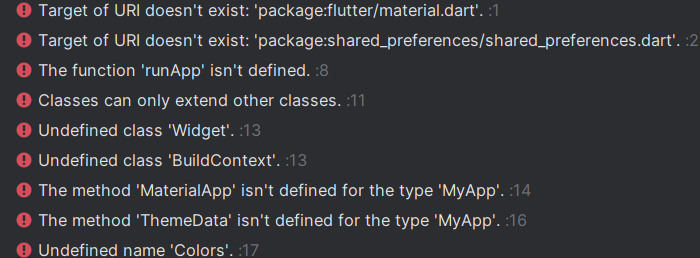 Target of URI doesn't exist: 'package:flutter/material.dart'. :1
Target of URI doesn't exist: 'package:shared_preferences/shared_preferences.dart'. :2
The function 'runApp' isn't defined. :8
Classes can only extend other classes. :11
Undefined class 'Widget'. :13
Undefined class 'BuildContext'. :13
The method 'MaterialApp' isn't defined for the type 'MyApp'. :14
The method 'ThemeData' isn't defined for the type 'MyApp'. :16
Undefined name 'Colors'. :17